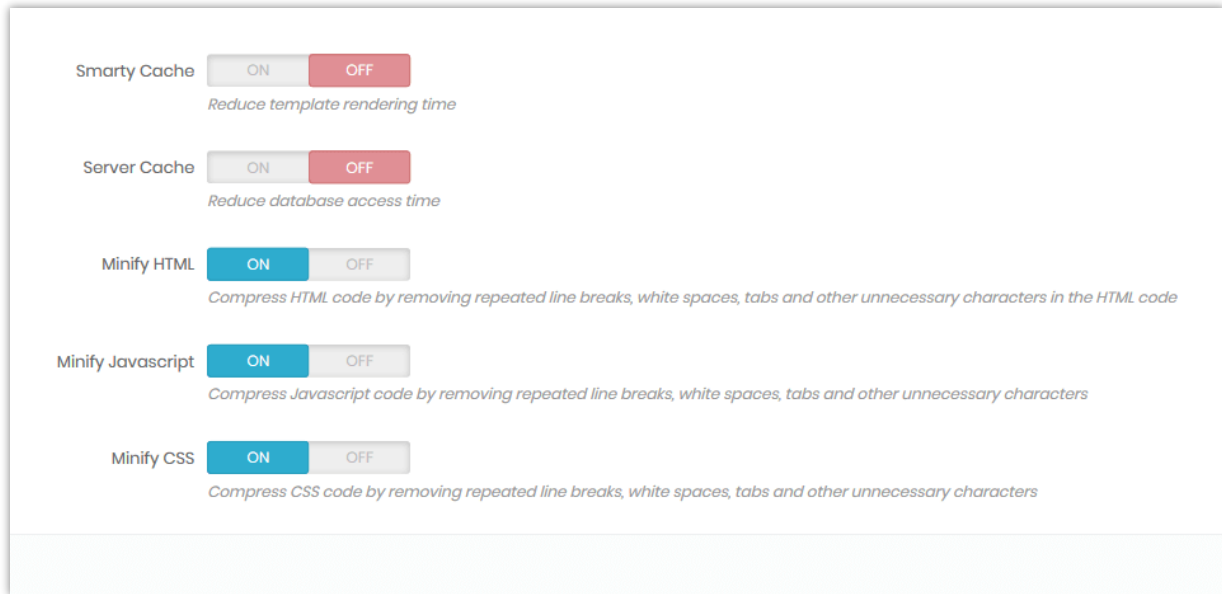 Smarty Cache ON OFF
Reduce template rendering time
Server Cache ON OFF
Reduce database access time
Minify HTML ON OFF
Compress HTML code by removing repeated line breaks, white spaces, tabs and other unnecessary characters in the HTML code
Minify Javascript ON OFF
Compress Javascript code by removing repeated line breaks, white spaces, tabs and other unnecessary characters
Minify CSS ON OFF
Compress CSS code by removing repeated line breaks, white spaces, tabs and other unnecessary characters